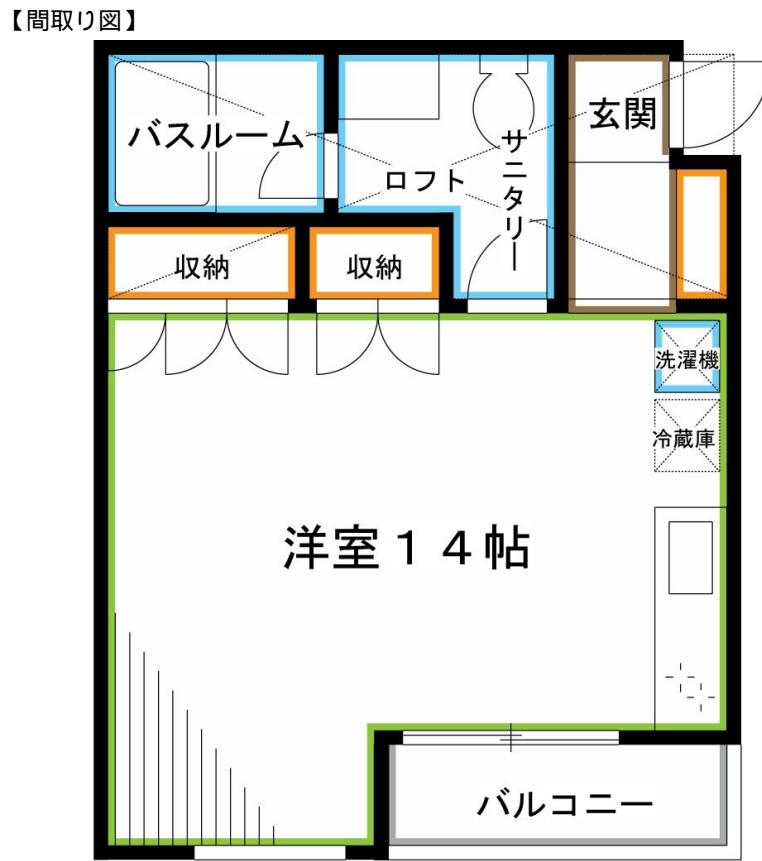 【間取り図】
バスルーム
ロフト
サニタリー
玄関
収納
収納
洗濯機
冷蔵庫
洋室１４帖
バルコニー